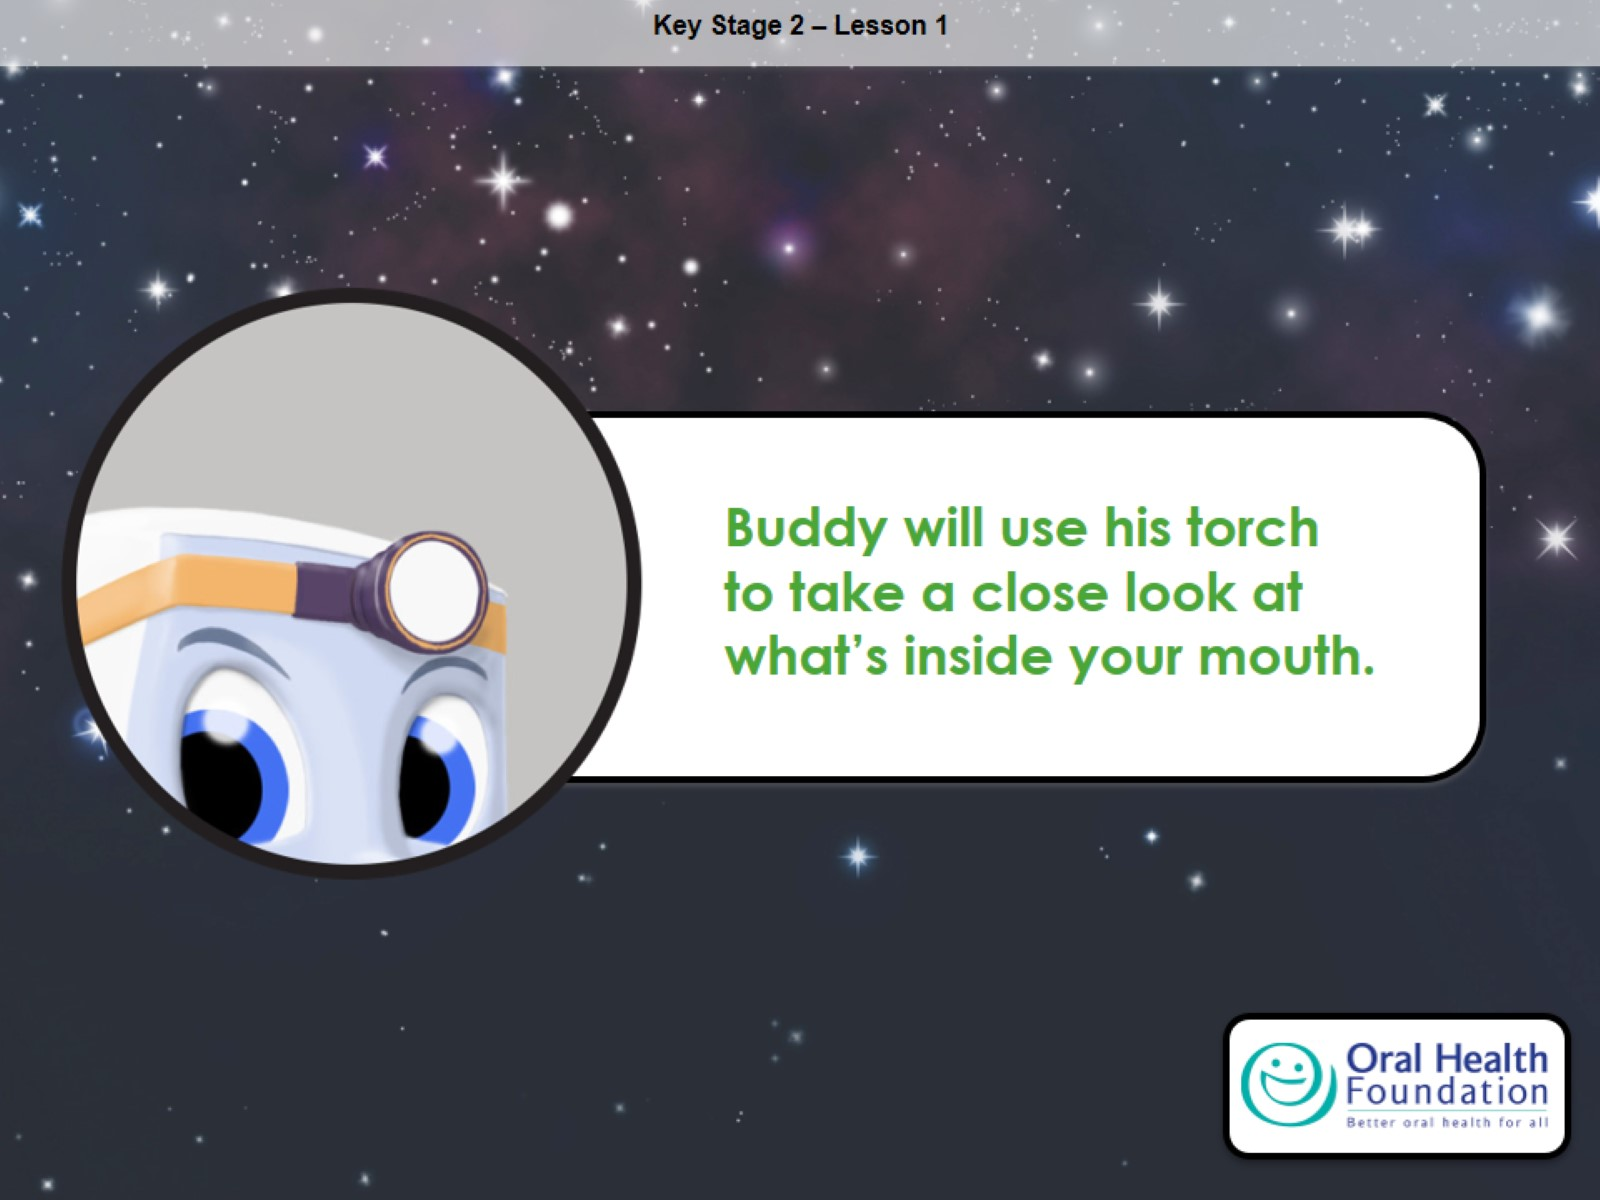 Key Stage 2 – Lesson 1
Buddy will use his torch
to take a close look at
what's inside your mouth.
Oral Health
Foundation
Better oral health for all